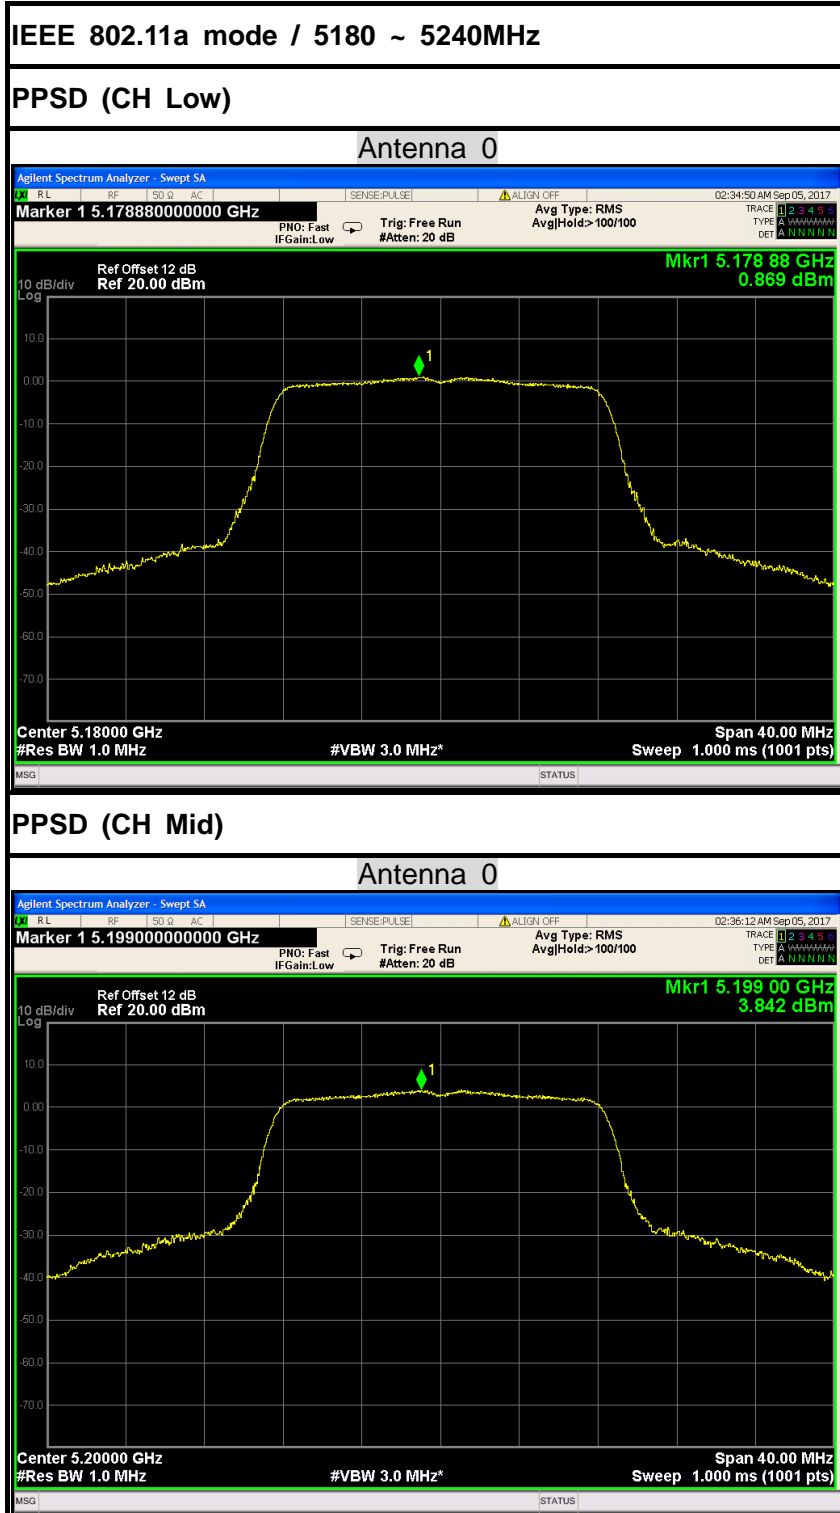 IEEE 802.11a mode / 5180 ~ 5240MHz
PPSD (CH Low)
Antenna 0
Agilent Spectrum Analyzer - Swept SA
LXI RL RF 50 Ω AC SENSE:PULSE ALIGN OFF 02:34:50 AM Sep 05, 2017
Marker 1 5.178880000000 GHz
PNO: Fast
IFGain:Low
Trig: Free Run
#Atten: 20 dB
Avg Type: RMS
Avg|Hold:>100/100
TRACE 1 2 3 4 5 6
TYPE A WWWWW
DET A N N N N N
Mkr1 5.178 88 GHz
0.869 dBm
Ref Offset 12 dB
10 dB/div Ref 20.00 dBm
Log
1
10.0
0.00
-10.0
-20.0
-30.0
-40.0
-50.0
-60.0
-70.0
Center 5.18000 GHz Span 40.00 MHz
#Res BW 1.0 MHz #VBW 3.0 MHz* Sweep 1.000 ms (1001 pts)
MSG STATUS
PPSD (CH Mid)
Antenna 0
Agilent Spectrum Analyzer - Swept SA
LXI RL RF 50 Ω AC SENSE:PULSE ALIGN OFF 02:36:12 AM Sep 05, 2017
Marker 1 5.199000000000 GHz
PNO: Fast
IFGain:Low
Trig: Free Run
#Atten: 20 dB
Avg Type: RMS
Avg|Hold:>100/100
TRACE 1 2 3 4 5 6
TYPE A WWWWW
DET A N N N N N
Mkr1 5.199 00 GHz
3.842 dBm
Ref Offset 12 dB
10 dB/div Ref 20.00 dBm
Log
1
10.0
0.00
-10.0
-20.0
-30.0
-40.0
-50.0
-60.0
-70.0
Center 5.20000 GHz Span 40.00 MHz
#Res BW 1.0 MHz #VBW 3.0 MHz* Sweep 1.000 ms (1001 pts)
MSG STATUS